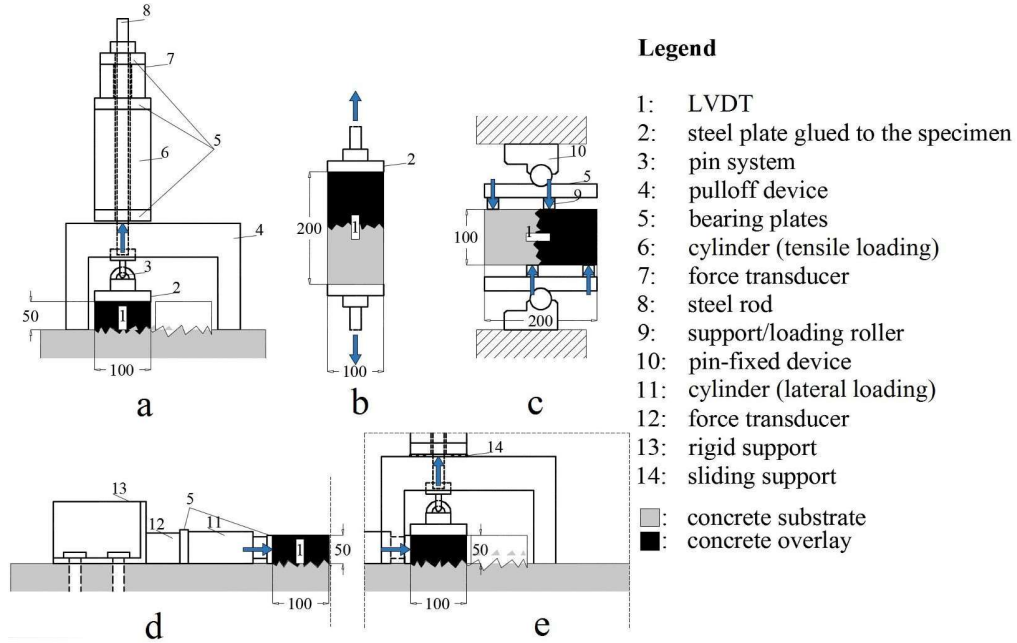 8
7
5
6
4
3
2
1
50
100
a
2
1
200
100
b
10
5
9
1
100
200
c
13
5
12
11
1
50
100
d
14
50
100
e
Legend
1: LVDT
2: steel plate glued to the specimen
3: pin system
4: pulloff device
5: bearing plates
6: cylinder (tensile loading)
7: force transducer
8: steel rod
9: support/loading roller
10: pin-fixed device
11: cylinder (lateral loading)
12: force transducer
13: rigid support
14: sliding support
: concrete substrate
: concrete overlay